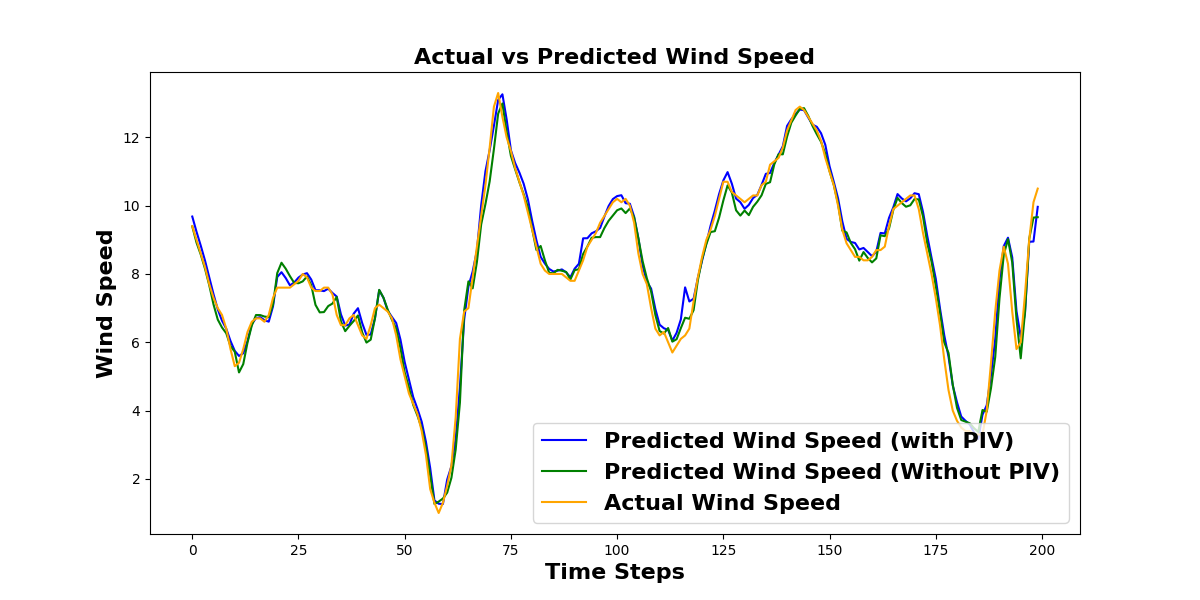 Actual vs Predicted Wind Speed
Wind Speed
12
10
8
6
4
2
Predicted Wind Speed (with PIV)
Predicted Wind Speed (Without PIV)
Actual Wind Speed
0 25 50 75 100 125 150 175 200
Time Steps